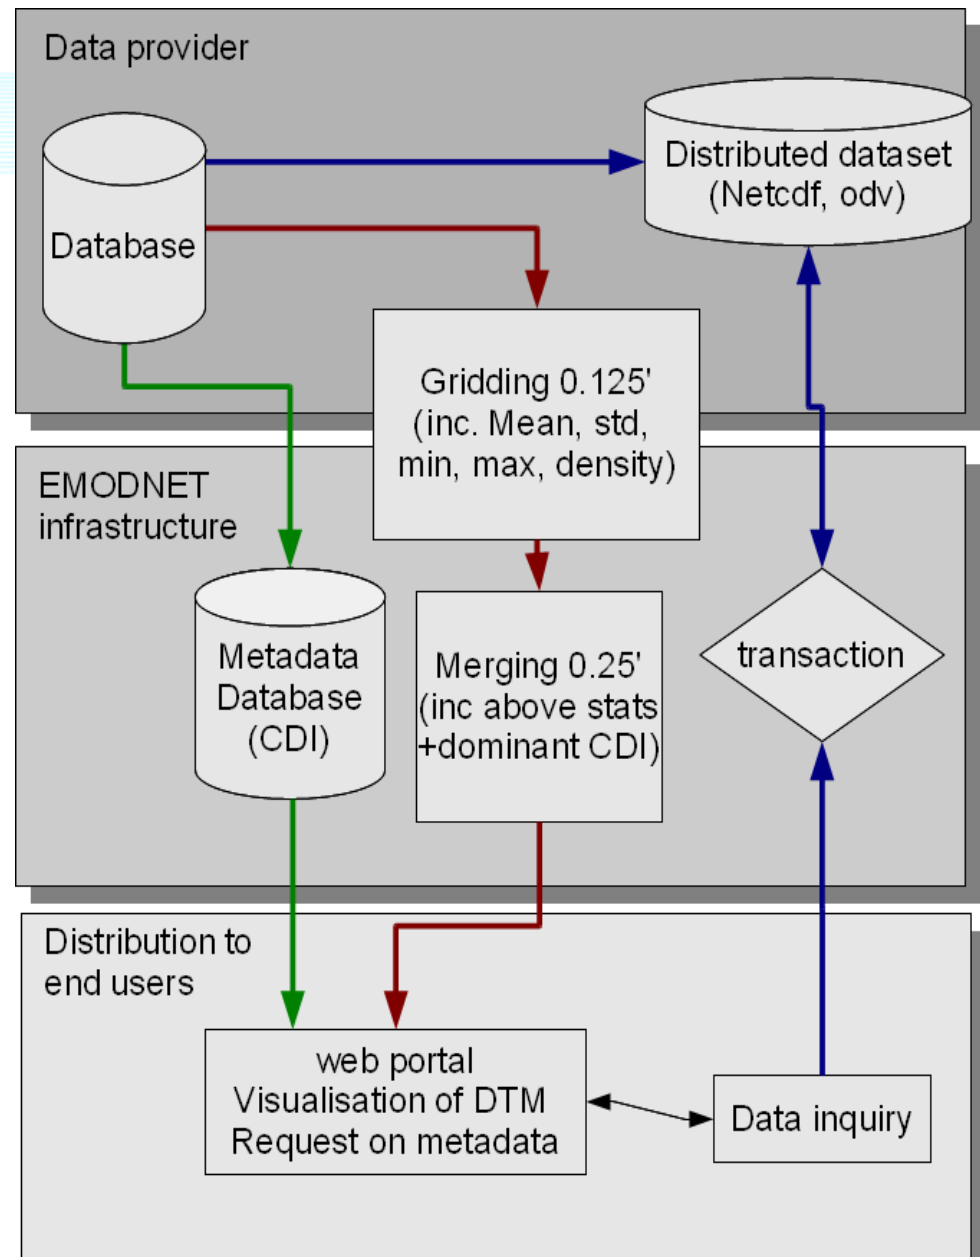 Data provider
Database
Distributed dataset
(Netcdf, odv)
Gridding 0.125'
(inc. Mean, std,
min, max, density)
EMODNET
infrastructure
Metadata
Database
(CDI)
Merging 0.25'
(inc above stats
+dominant CDI)
transaction
Distribution to
end users
web portal
Visualisation of DTM
Request on metadata
Data inquiry